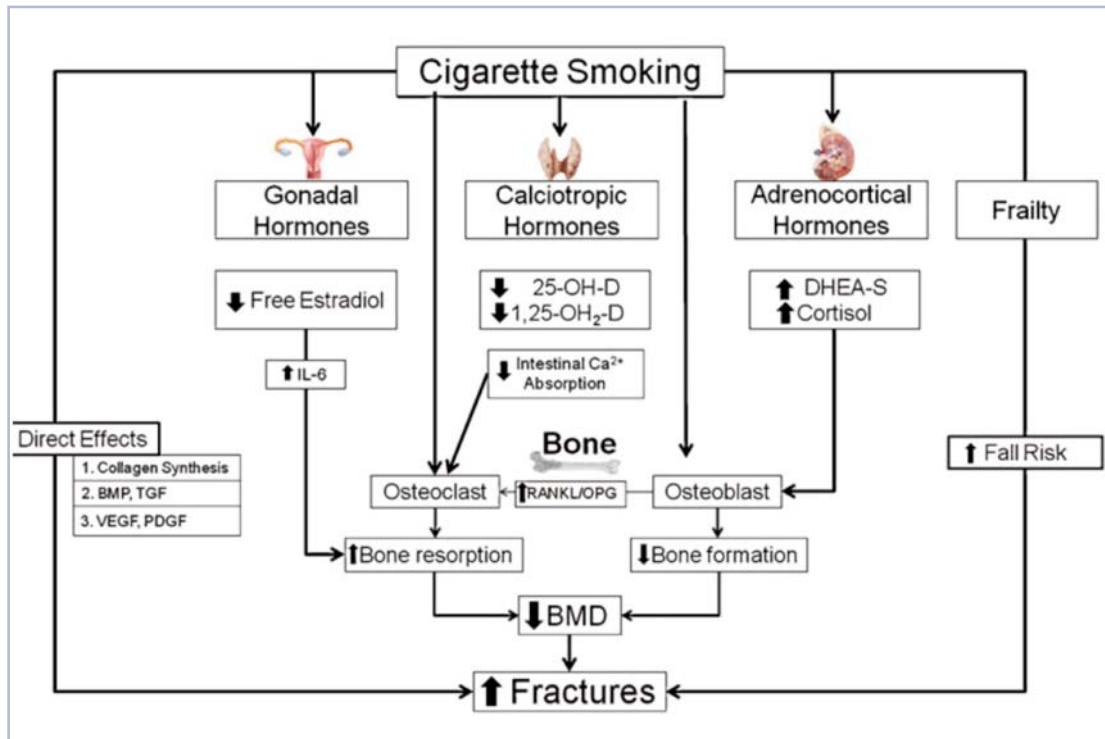 Cigarette Smoking
Gonadal
Hormones
Calciotropic
Hormones
Adrenocortical
Hormones
Frailty
Free Estradiol
25-OH-D
1,25-OH₂-D
DHEA-S
Cortisol
IL-6
Intestinal Ca²⁺
Absorption
Direct Effects
1. Collagen Synthesis
2. BMP, TGF
3. VEGF, PDGF
Bone
Fall Risk
Osteoclast
RANKL/OPG
Osteoblast
Bone resorption
Bone formation
BMD
Fractures